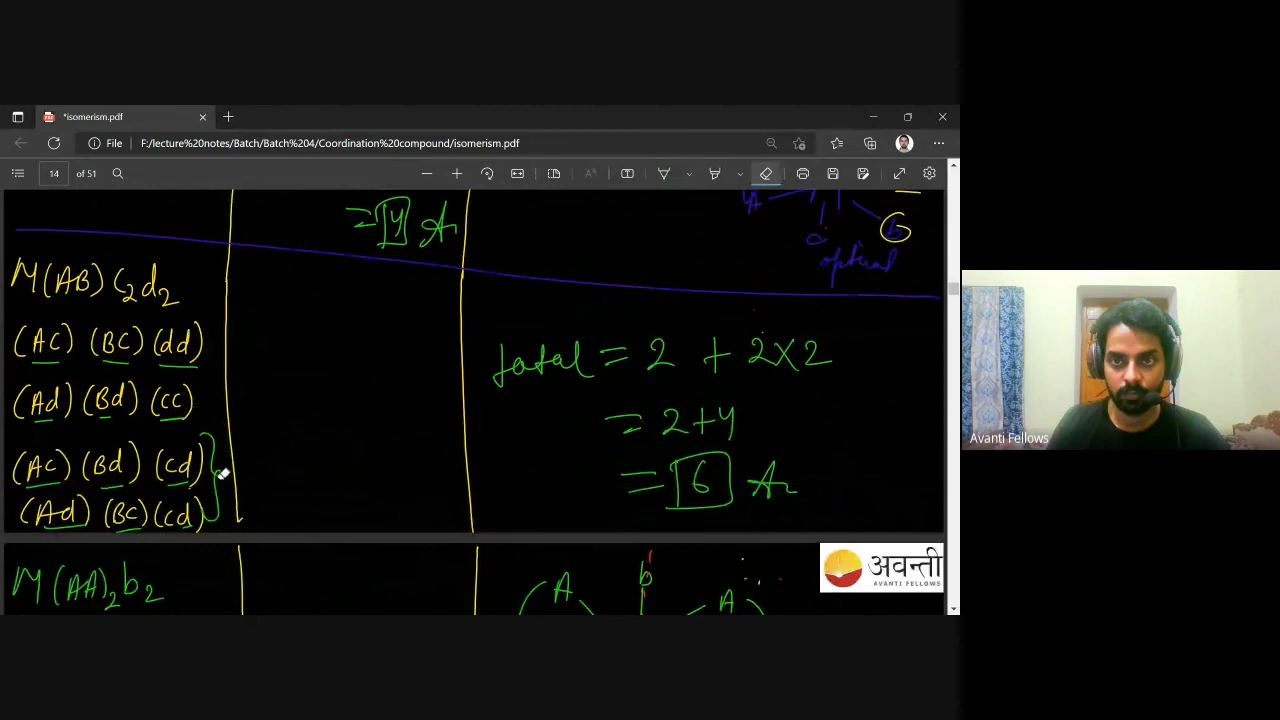 *isomerism.pdf
File F:/lecture%20notes/Batch/Batch%204/Coordination%20compound/isomerism.pdf
14 of 51
= 4 Ar
optical
M(AB) C2d2
(AC) (BC) (dd)
(Ad) (Bd) (CC)
(AC) (Bd) (Cd)
(Ad) (BC) (Cd)
total = 2 + 2×2
= 2+4
= 6 Ar
M(AA)2b2
A
b
A
अवन्ती
AVANTI FELLOWS
Avanti Fellows